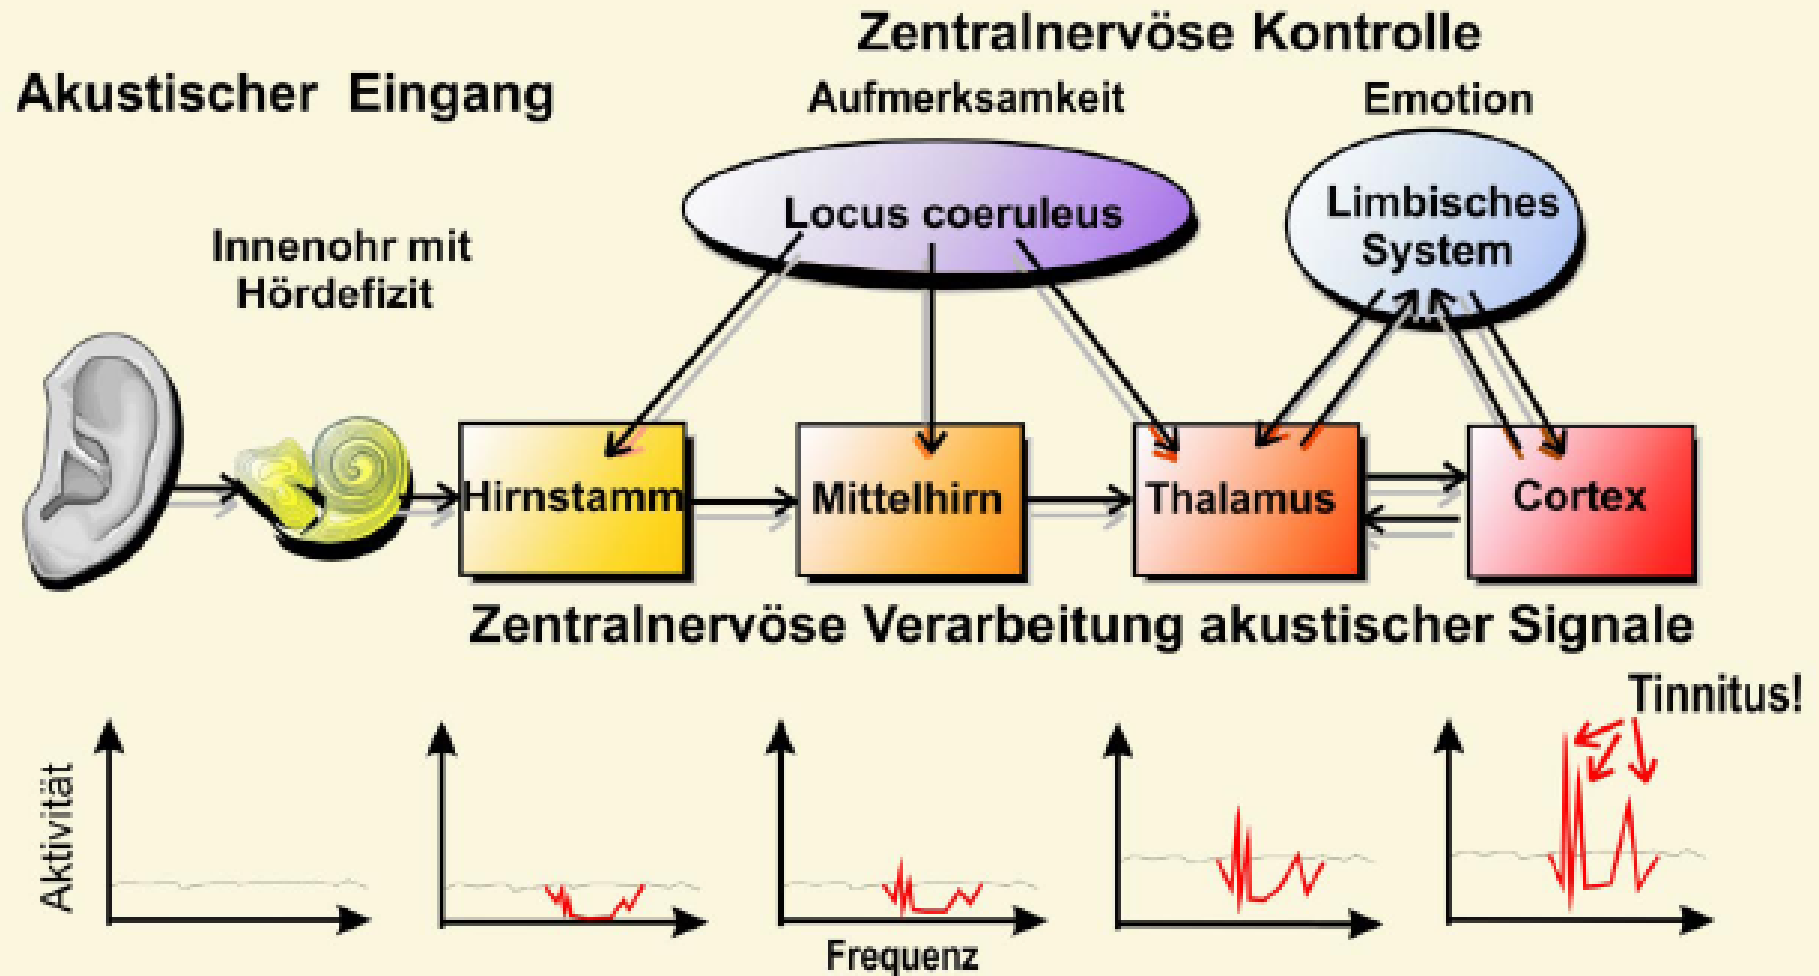 Zentralnervöse Kontrolle
Akustischer Eingang
Aufmerksamkeit
Emotion
Locus coeruleus
Limbisches
System
Innenohr mit
Hördefizit
Hirnstamm
Mittelhirn
Thalamus
Cortex
Zentralnervöse Verarbeitung akustischer Signale
Tinnitus!
Aktivität
Frequenz